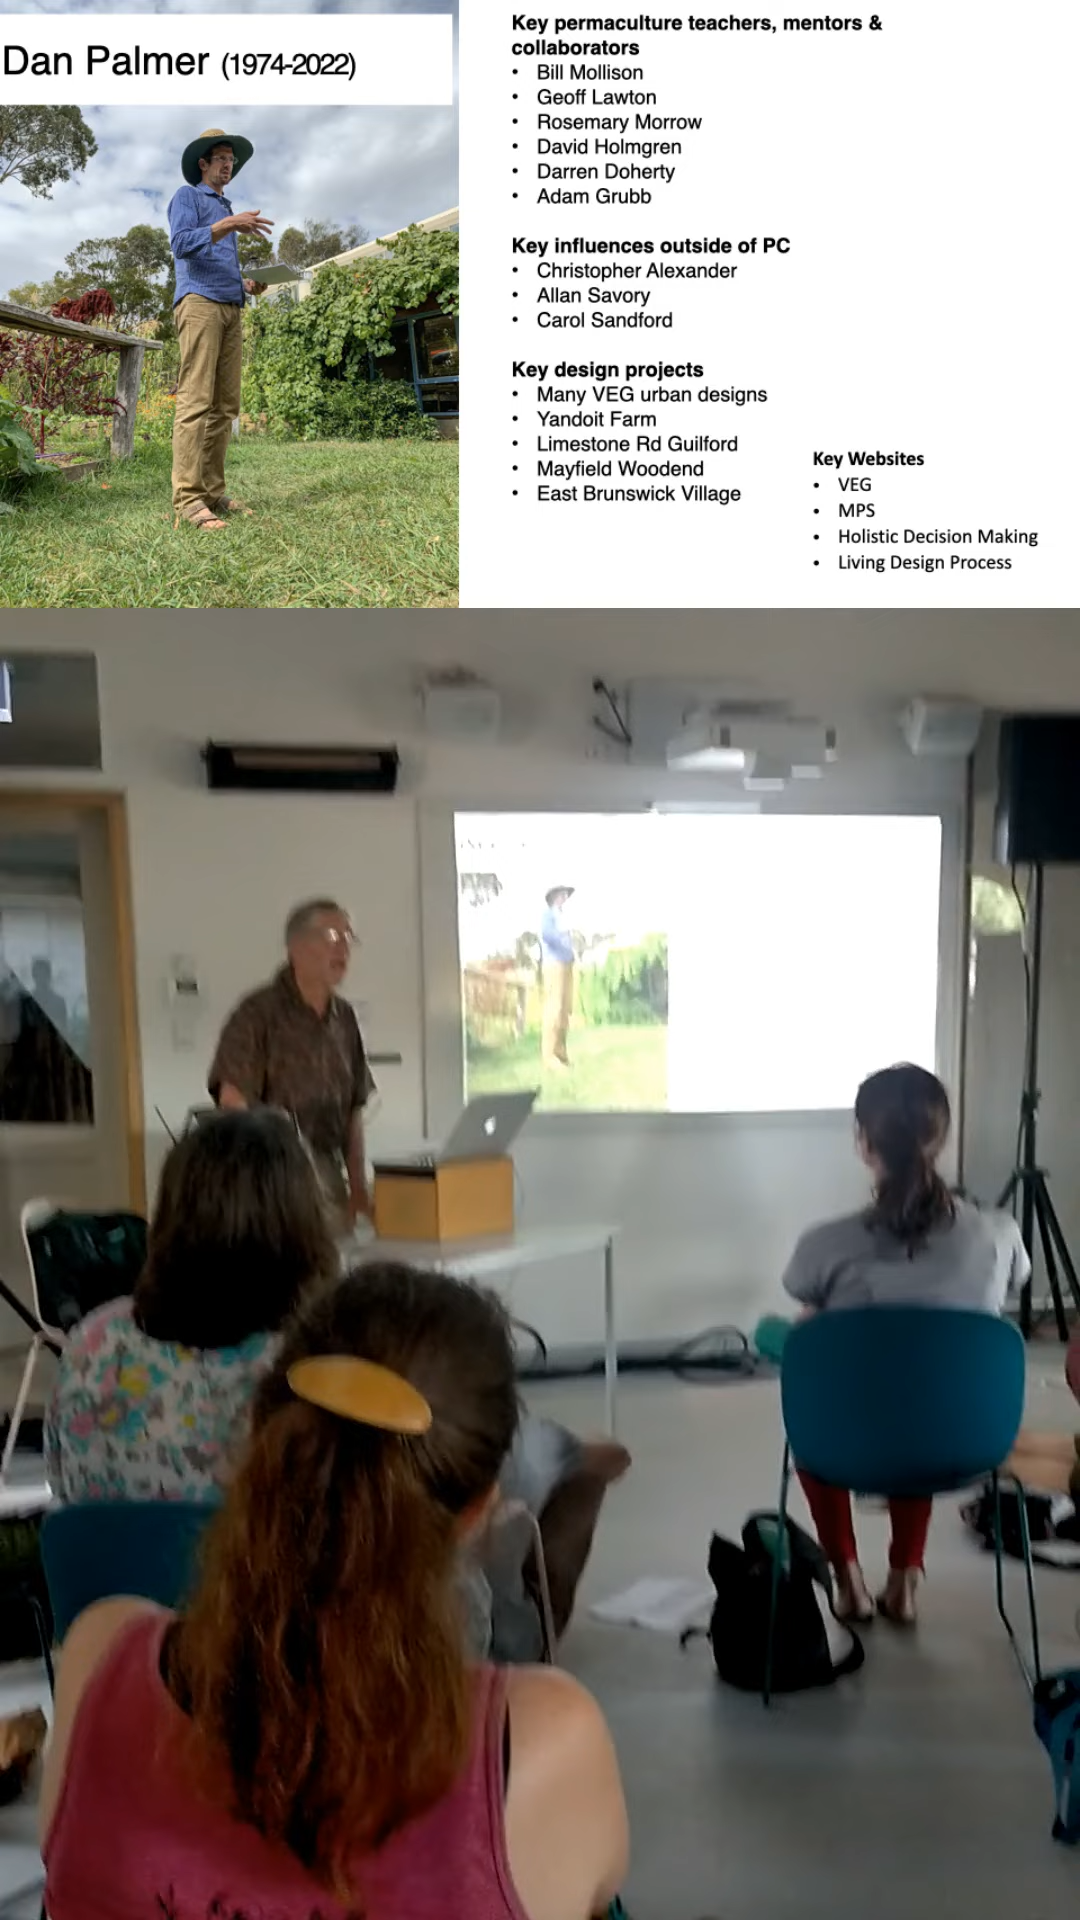 Dan Palmer (1974-2022)
Key permaculture teachers, mentors &
collaborators
• Bill Mollison
• Geoff Lawton
• Rosemary Morrow
• David Holmgren
• Darren Doherty
• Adam Grubb
Key influences outside of PC
• Christopher Alexander
• Allan Savory
• Carol Sandford
Key design projects
• Many VEG urban designs
• Yandoit Farm
• Limestone Rd Guilford
• Mayfield Woodend
• East Brunswick Village
Key Websites
• VEG
• MPS
• Holistic Decision Making
• Living Design Process